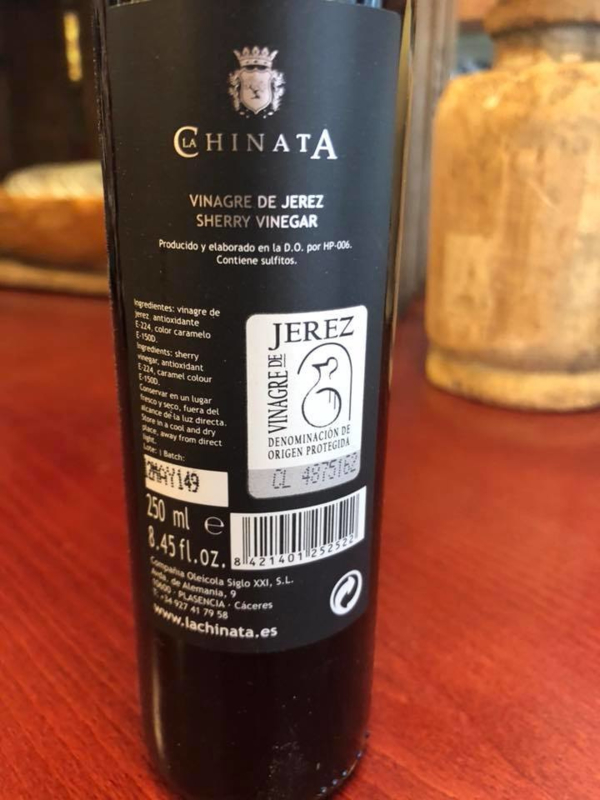 LA CHINATA
VINAGRE DE JEREZ
SHERRY VINEGAR
Producido y elaborado en la D.O. por HP-006.
Contiene sulfitos.
Ingredientes: vinagre de
jerez, antioxidante
E-224, color caramelo
E-150D.
Ingredients: sherry
vinegar, antioxidant
E-224, caramel colour
E-150D.
Conservar en un lugar
fresco y seco, fuera del
alcance de la luz directa.
Store in a cool and dry
place, away from direct
light.
Lote: | Batch:
2MAY149
250 ml e
8.45 fl.oz.
JEREZ
VINAGRE DE
DENOMINACIÓN DE
ORIGEN PROTEGIDA
CL 4875162
8 421401 252522
Compañía Oleícola Siglo XXI, S.L.
Avda. de Alemania, 9
10600 - PLASENCIA - Cáceres
T. +34 927 41 79 58
www.lachinata.es